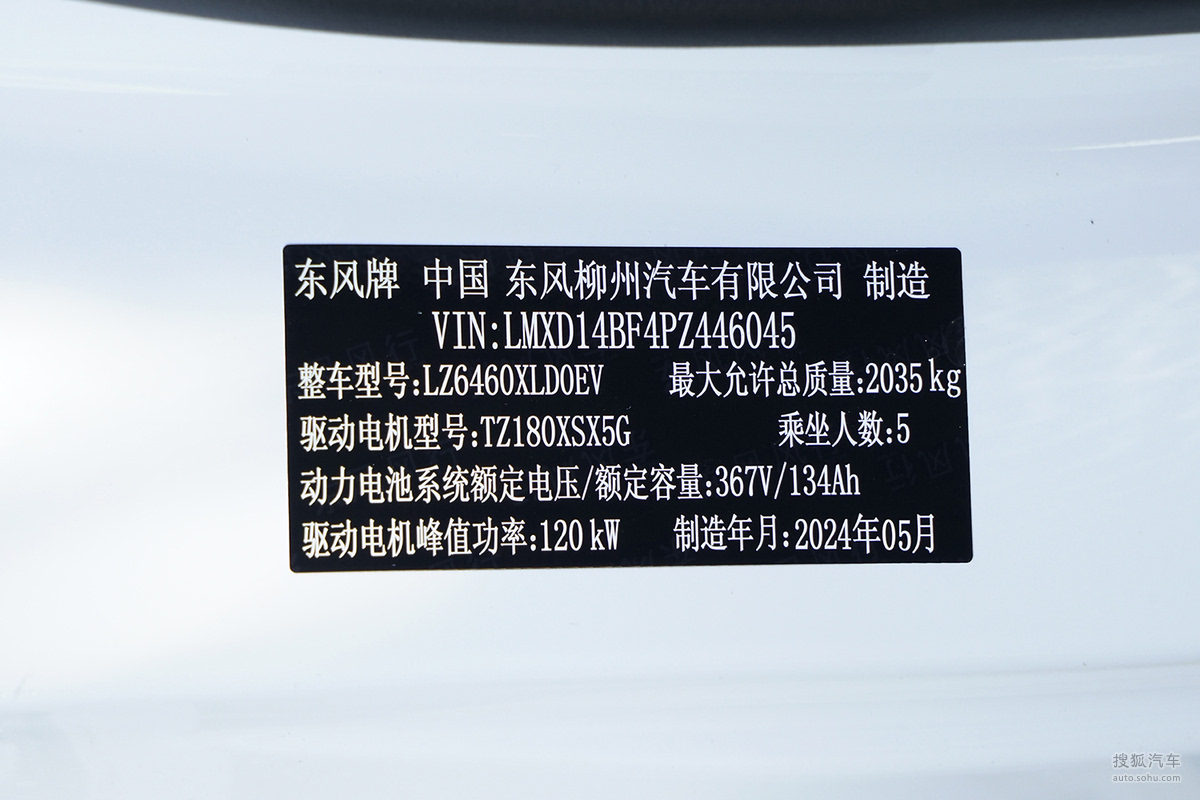 东风牌 中国 东风柳州汽车有限公司 制造
VIN:LMXD14BF4PZ446045
整车型号:LZ6460XLD0EV 最大允许总质量:2035kg
驱动电机型号:TZ180XSX5G 乘坐人数:5
动力电池系统额定电压/额定容量:367V/134Ah
驱动电机峰值功率:120kW 制造年月:2024年05月
搜狐汽车
auto.sohu.com